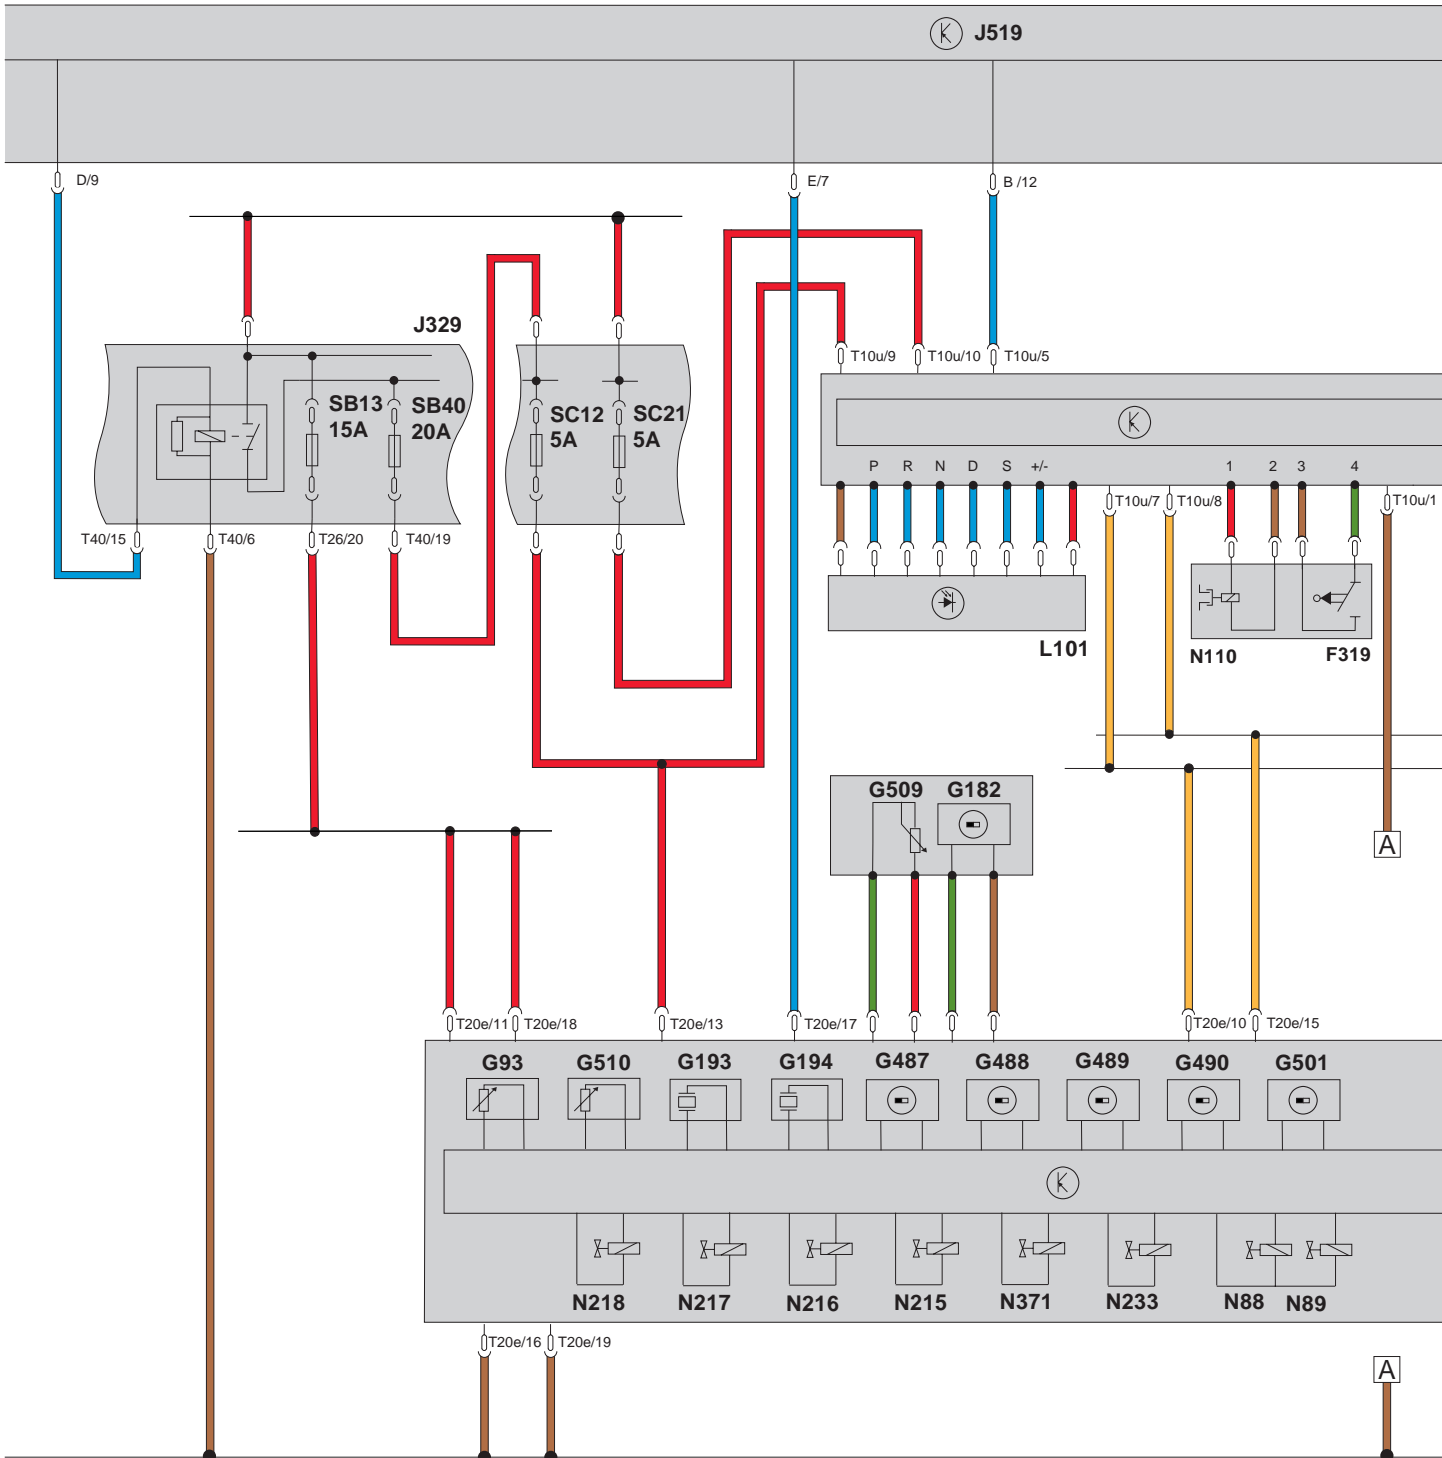 J519
D/9 E/7 B /12
J329
T10u/9 T10u/10 T10u/5
SB13 SB40 SC12 SC21
15A 20A 5A 5A
P R N D S +/- 1 2 3 4
T10u/7 T10u/8 T10u/1
T40/15 T40/6 T26/20 T40/19
L101 N110 F319
G509 G182
A
T20e/11 T20e/18 T20e/13 T20e/17 T20e/10 T20e/15
G93 G510 G193 G194 G487 G488 G489 G490 G501
N218 N217 N216 N215 N371 N233 N88 N89
T20e/16 T20e/19
A